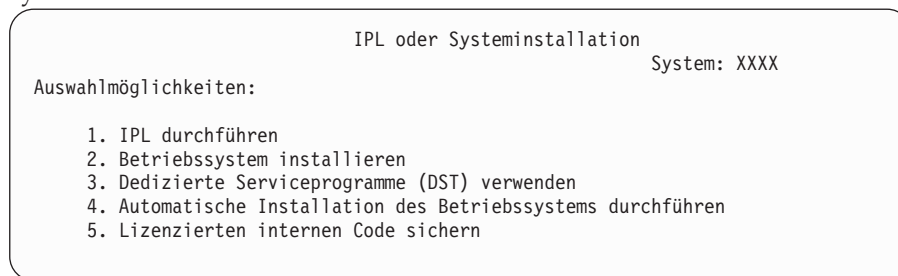 IPL oder Systeminstallation
System: XXXX
Auswahlmöglichkeiten:
1. IPL durchführen
2. Betriebssystem installieren
3. Dedizierte Serviceprogramme (DST) verwenden
4. Automatische Installation des Betriebssystems durchführen
5. Lizenzierten internen Code sichern